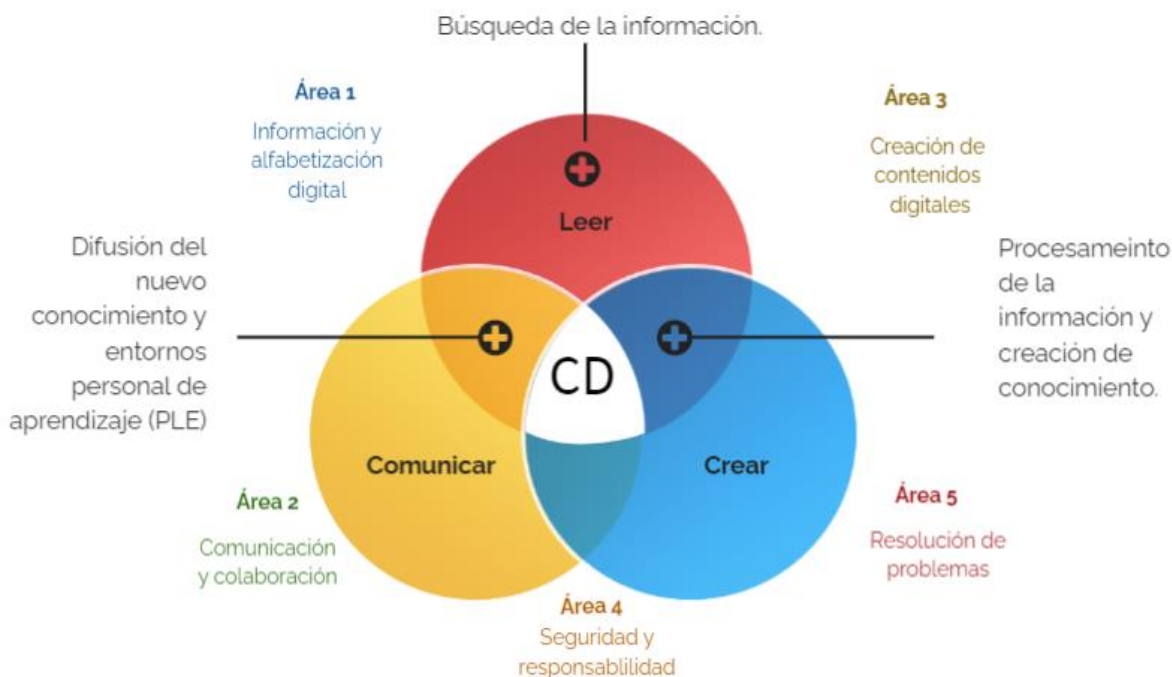 Búsqueda de la información.
Área 1
Información y
alfabetización
digital
Área 3
Creación de
contenidos
digitales
Leer
Difusión del
nuevo
conocimiento y
entornos
personal de
aprendizaje (PLE)
Procesameinto
de la
información y
creación de
conocimiento.
CD
Comunicar
Crear
Área 2
Comunicación
y colaboración
Área 5
Resolución de
problemas
Área 4
Seguridad y
responsablilidad